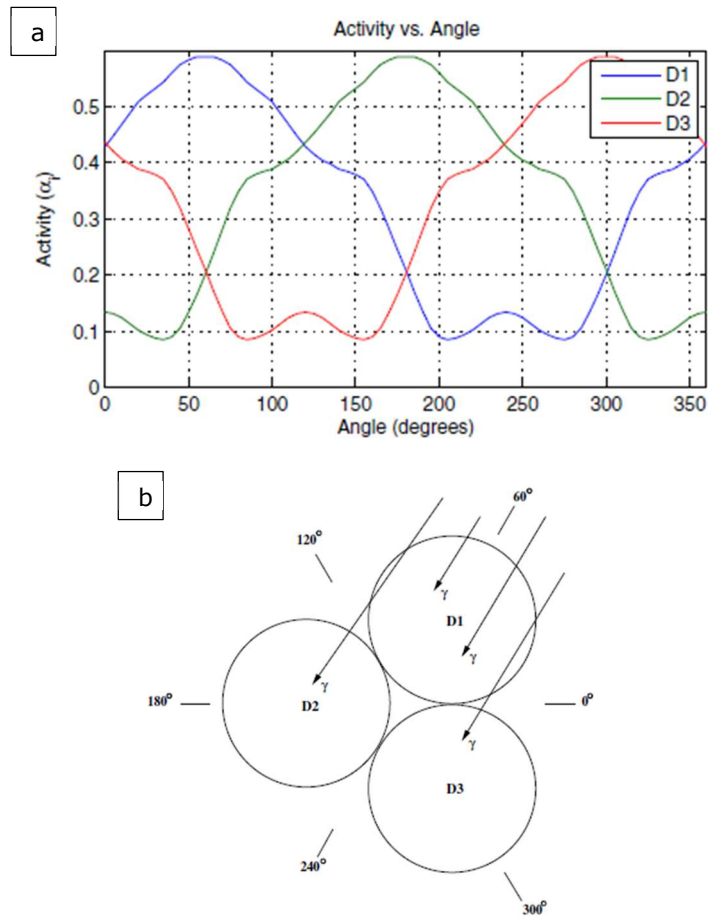 a
Activity vs. Angle
D1
D2
D3
0.5
0.4
0.3
0.2
0.1
0
Activity (αᵢ)
0 50 100 150 200 250 300 350
Angle (degrees)
b
60°
120°
γ
D1
γ
γ
180°
D2
0°
γ
D3
240°
300°